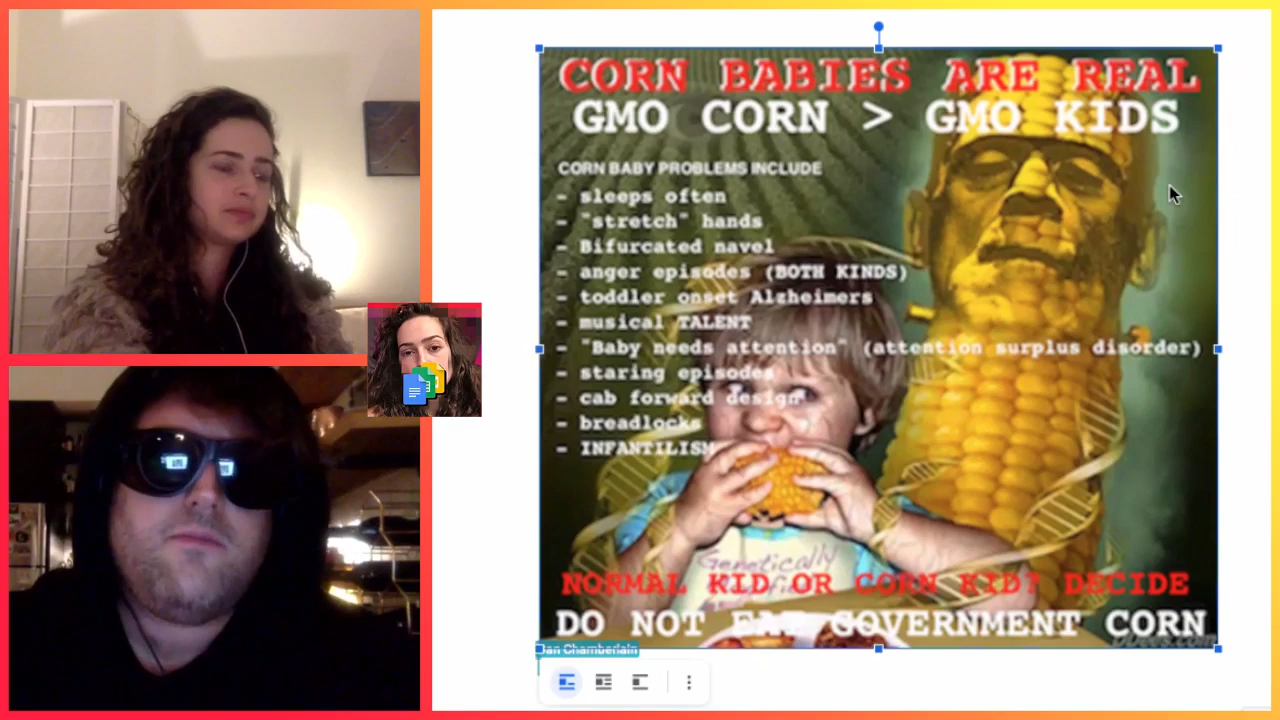 CORN BABIES ARE REAL
GMO CORN > GMO KIDS
CORN BABY PROBLEMS INCLUDE
- sleeps often
- "stretch" hands
- Bifurcated navel
- anger episodes (BOTH KINDS)
- toddler onset Alzheimers
- musical TALENT
- "Baby needs attention" (attention surplus disorder)
- staring episodes
- cab forward design
- breadlocks
- INFANTILISM
Genetically
NORMAL KID OR CORN KID? DECIDE
DO NOT EAT GOVERNMENT CORN
Dan Chamberlain